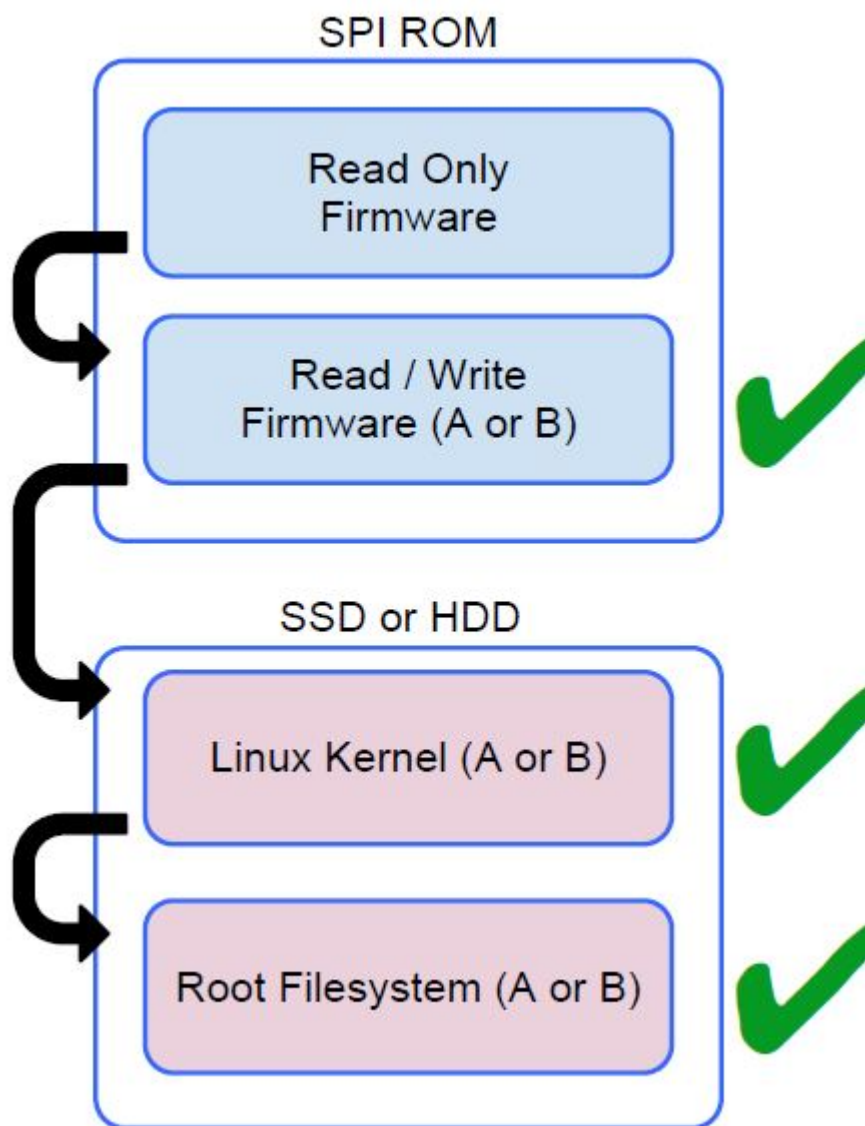 SPI ROM
Read Only
Firmware
Read / Write
Firmware (A or B)
SSD or HDD
Linux Kernel (A or B)
Root Filesystem (A or B)